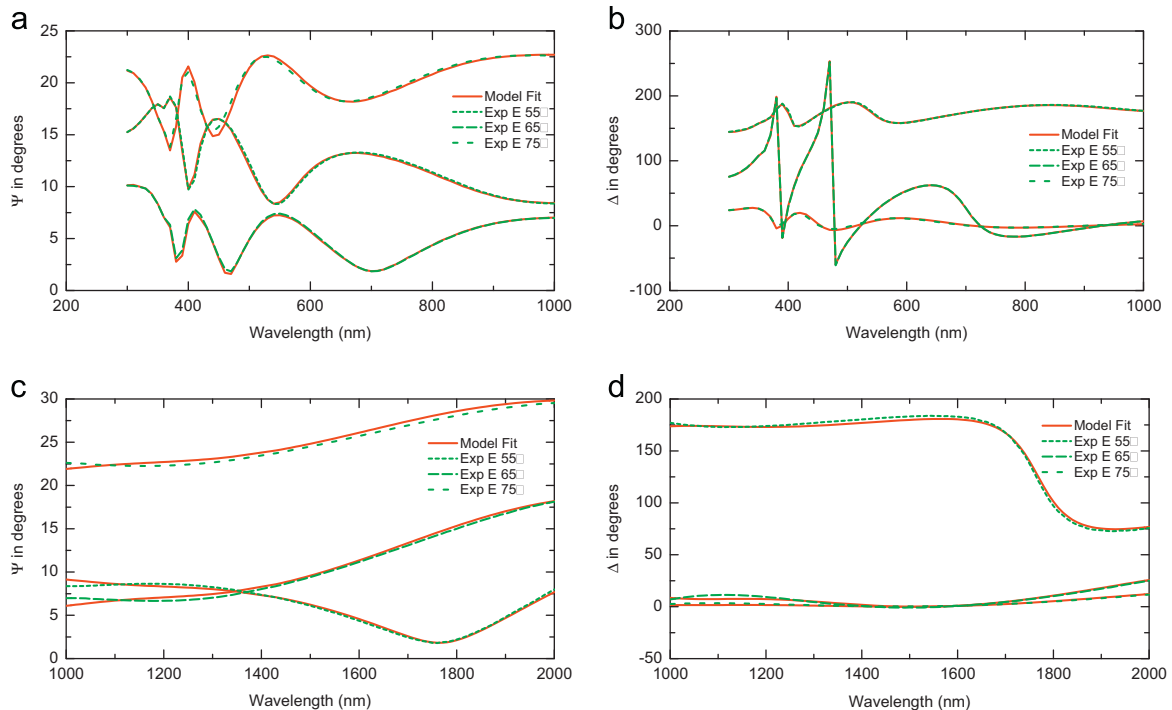 a
25
20
15
10
5
0
Ψ in degrees
200
400
600
800
1000
Wavelength (nm)
Model Fit
Exp E 55□
Exp E 65□
Exp E 75□
b
300
200
100
0
-100
Δ in degrees
200
400
600
800
1000
Wavelength (nm)
Model Fit
Exp E 55□
Exp E 65□
Exp E 75□
c
30
25
20
15
10
5
0
Ψ in degrees
1000
1200
1400
1600
1800
2000
Wavelength (nm)
Model Fit
Exp E 55□
Exp E 65□
Exp E 75□
d
200
150
100
50
0
-50
Δ in degrees
1000
1200
1400
1600
1800
2000
Wavelength (nm)
Model Fit
Exp E 55□
Exp E 65□
Exp E 75□